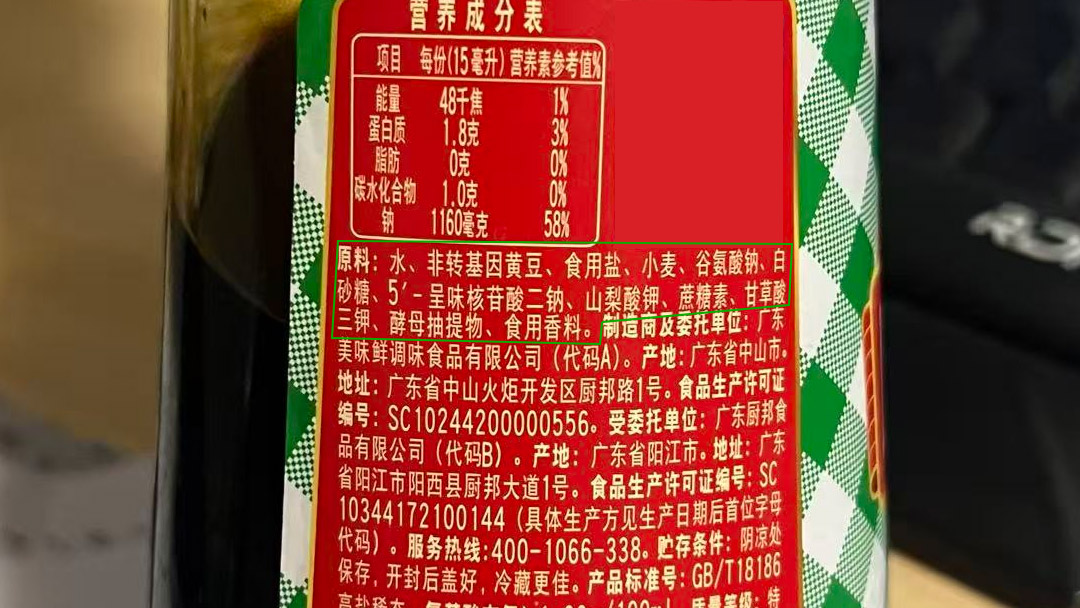 营养成分表
项目 每份(15毫升) 营养素参考值%
能量 48千焦 1%
蛋白质 1.8克 3%
脂肪 0克 0%
碳水化合物 1.0克 0%
钠 1160毫克 58%
原料: 水、非转基因黄豆、食用盐、小麦、谷氨酸钠、白
砂糖、5′-呈味核苷酸二钠、山梨酸钾、蔗糖素、甘草酸
三钾、酵母抽提物、食用香料。制造商及委托单位: 广东
美味鲜调味食品有限公司（代码A）。产地: 广东省中山市。
地址: 广东省中山火炬开发区厨邦路1号。食品生产许可证
编号: SC10244200000556。受委托单位: 广东厨邦食
品有限公司（代码B）。产地: 广东省阳江市。地址: 广东
省阳江市阳西县厨邦大道1号。食品生产许可证编号: SC
10344172100144（具体生产方见生产日期后首位字母
代码）。服务热线:400-1066-338。贮存条件: 阴凉处
保存, 开封后盖好, 冷藏更佳。产品标准号: GB/T18186
高盐稀态 质量等级: 特